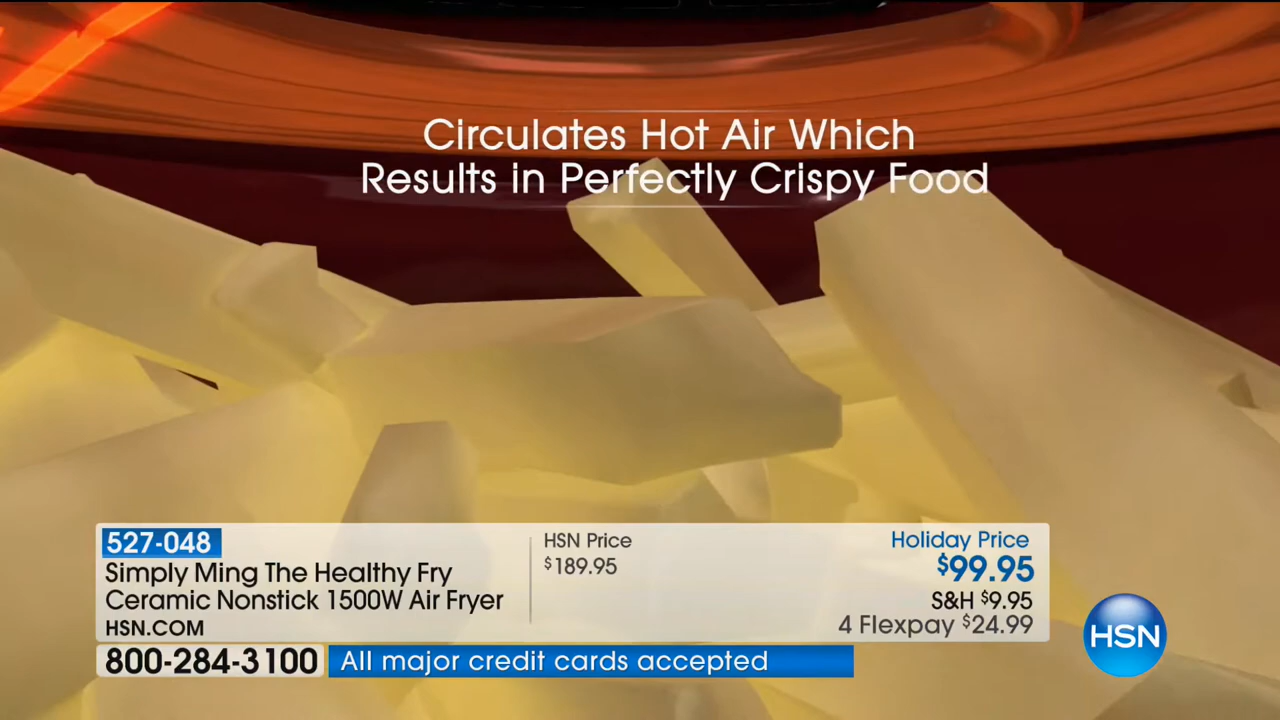 Circulates Hot Air Which
Results in Perfectly Crispy Food
527-048
Simply Ming The Healthy Fry
Ceramic Nonstick 1500W Air Fryer
HSN.COM
HSN Price
$189.95
Holiday Price
$99.95
S&H $9.95
4 Flexpay $24.99
800-284-3100
All major credit cards accepted
HSN